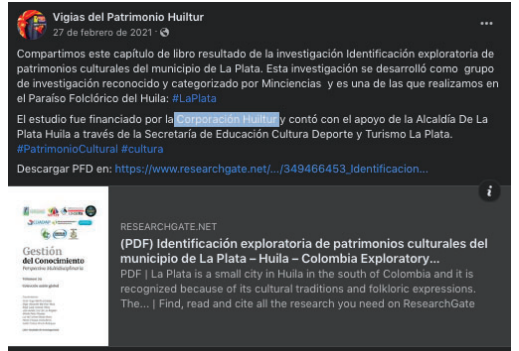 Vigias del Patrimonio Huiltur
27 de febrero de 2021 ·
Compartimos este capítulo de libro resultado de la investigación Identificación exploratoria de
patrimonios culturales del municipio de La Plata. Esta investigación se desarrolló como grupo
de investigación reconocido y categorizado por Minciencias y es una de las que realizamos en
el Paraíso Folclórico del Huila: #LaPlata
El estudio fue financiado por la Corporación Huiltur y contó con el apoyo de la Alcaldía De La
Plata Huila a través de la Secretaría de Educación Cultura Deporte y Turismo La Plata.
#PatrimonioCultural #cultura
Descargar PFD en: https://www.researchgate.net/.../349466453_Identificacion...
Gestión
del Conocimiento
Perspectiva Multidisciplinaria
RESEARCHGATE.NET
(PDF) Identificación exploratoria de patrimonios culturales del
municipio de La Plata – Huila – Colombia Exploratory...
PDF | La Plata is a small city in Huila in the south of Colombia and it is
recognized because of its cultural traditions and folkloric expressions.
The... | Find, read and cite all the research you need on ResearchGate